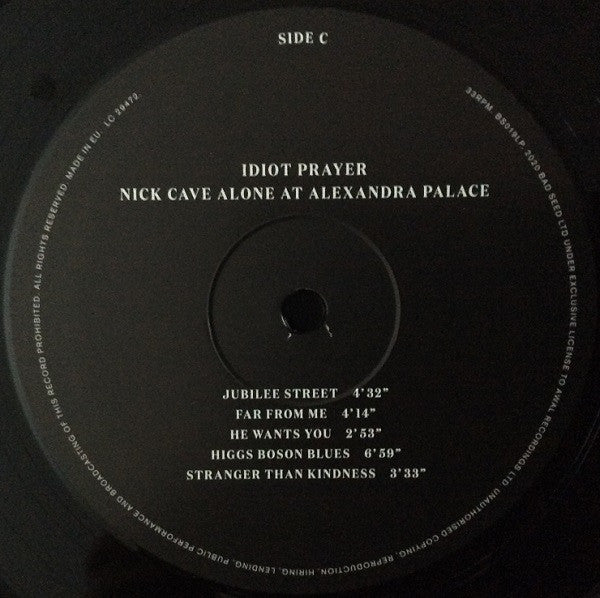 SIDE C
IDIOT PRAYER
NICK CAVE ALONE AT ALEXANDRA PALACE
JUBILEE STREET 4'32”
FAR FROM ME 4'14”
HE WANTS YOU 2'53”
HIGGS BOSON BLUES 6'59”
STRANGER THAN KINDNESS 3'33”
33RPM. BS019LP. 2020 BAD SEED LTD UNDER EXCLUSIVE LICENSE TO AWAL RECORDINGS LTD. UNAUTHORISED COPYING, REPRODUCTION, HIRING, LENDING, PUBLIC PERFORMANCE AND BROADCASTING OF THIS RECORD PROHIBITED. ALL RIGHTS RESERVED. MADE IN EU. LC 29472.